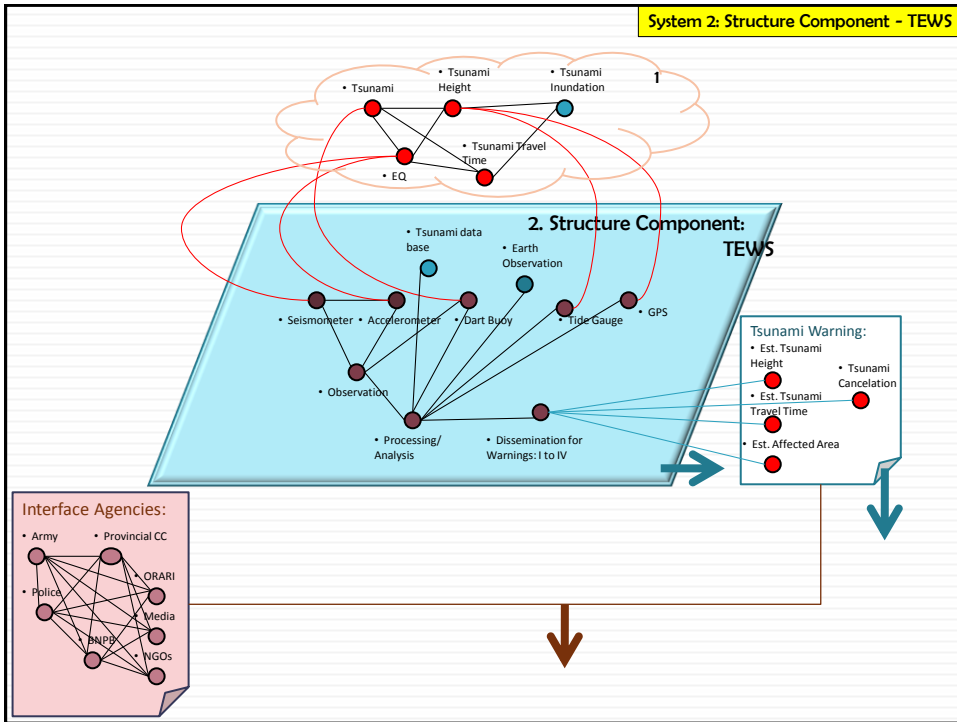 System 2: Structure Component - TEWS
1
• Tsunami
• Tsunami
Height
• Tsunami
Inundation
• EQ
• Tsunami Travel
Time
2. Structure Component:
TEWS
• Tsunami data
base
• Earth
Observation
• Seismometer
• Accelerometer
• Dart Buoy
• Tide Gauge
• GPS
• Observation
• Processing/
Analysis
• Dissemination for
Warnings: I to IV
Tsunami Warning:
• Est. Tsunami
Height
• Tsunami
Cancelation
• Est. Tsunami
Travel Time
• Est. Affected Area
Interface Agencies:
• Army
• Provincial CC
• ORARI
• Police
• Media
• BNPB
• NGOs